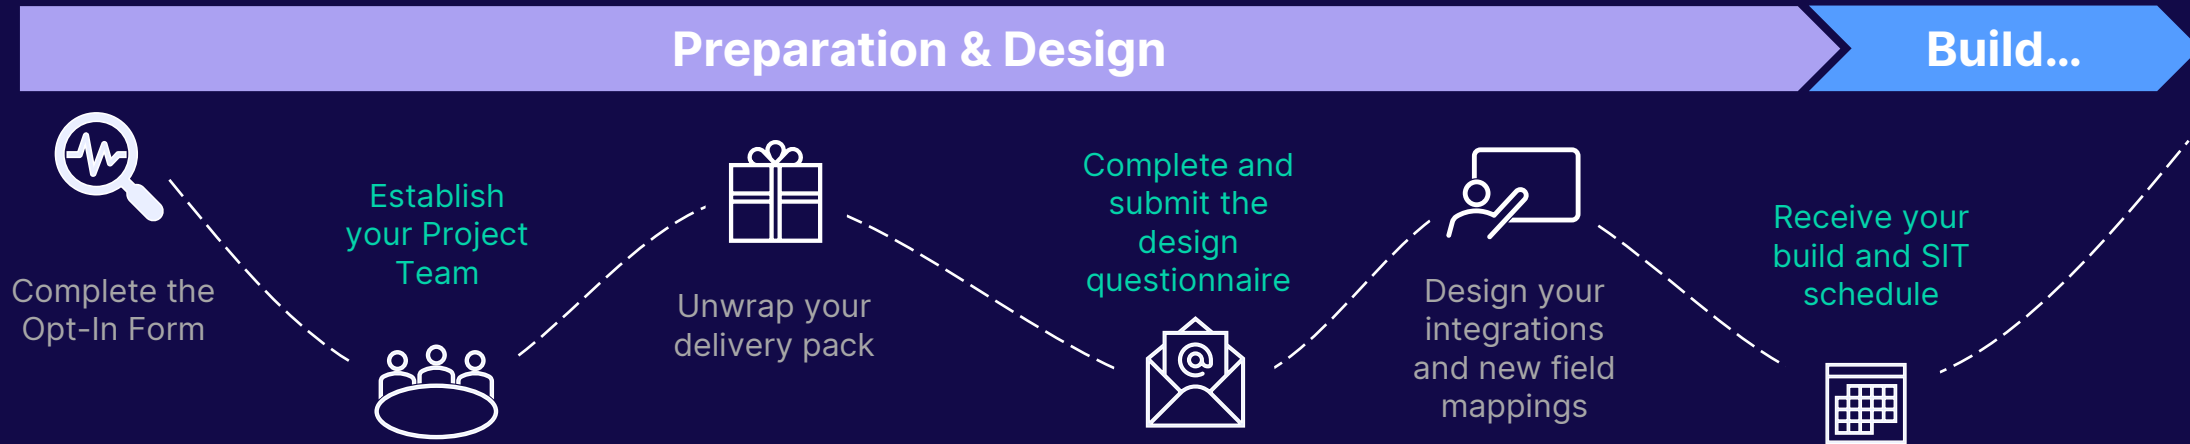 Preparation & Design
Build...
Complete the
Opt-In Form
Establish
your Project
Team
Unwrap your
delivery pack
Complete and
submit the
design
questionnaire
Design your
integrations
and new field
mappings
Receive your
build and SIT
schedule